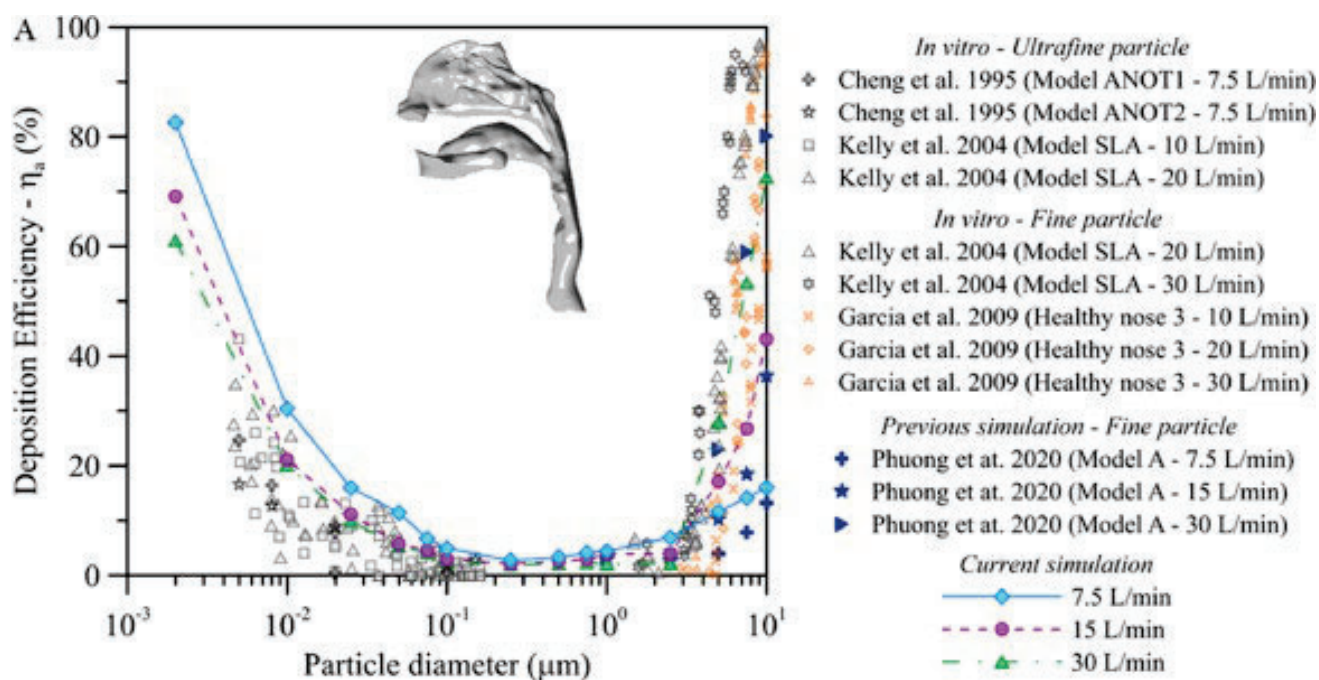 A
100
80
60
40
20
0
Deposition Efficiency - ηa (%)
10-3
10-2
10-1
100
101
Particle diameter (μm)
In vitro - Ultrafine particle
Cheng et al. 1995 (Model ANOT1 - 7.5 L/min)
Cheng et al. 1995 (Model ANOT2 - 7.5 L/min)
Kelly et al. 2004 (Model SLA - 10 L/min)
Kelly et al. 2004 (Model SLA - 20 L/min)
In vitro - Fine particle
Kelly et al. 2004 (Model SLA - 20 L/min)
Kelly et al. 2004 (Model SLA - 30 L/min)
Garcia et al. 2009 (Healthy nose 3 - 10 L/min)
Garcia et al. 2009 (Healthy nose 3 - 20 L/min)
Garcia et al. 2009 (Healthy nose 3 - 30 L/min)
Previous simulation - Fine particle
Phuong et at. 2020 (Model A - 7.5 L/min)
Phuong et at. 2020 (Model A - 15 L/min)
Phuong et at. 2020 (Model A - 30 L/min)
Current simulation
7.5 L/min
15 L/min
30 L/min